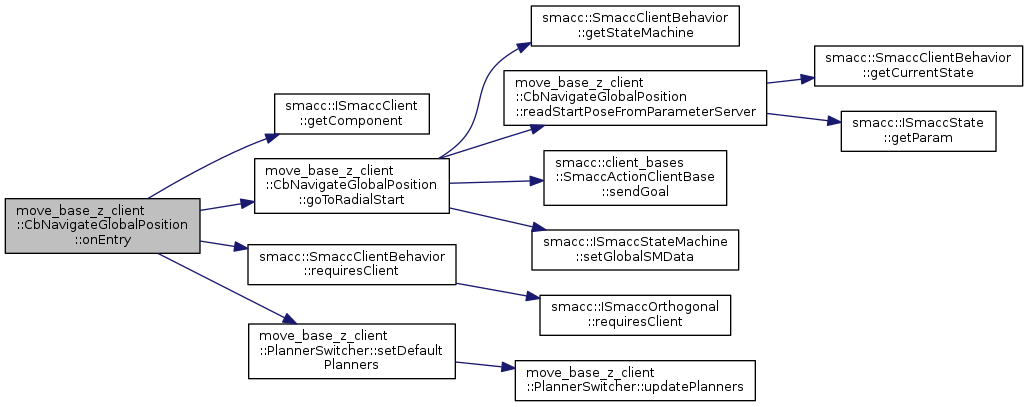 move_base_z_client
::CbNavigateGlobalPosition
::onEntry
smacc::ISmaccClient
::getComponent
move_base_z_client
::CbNavigateGlobalPosition
::goToRadialStart
smacc::SmaccClientBehavior
::requiresClient
move_base_z_client
::PlannerSwitcher::setDefault
Planners
smacc::SmaccClientBehavior
::getStateMachine
move_base_z_client
::CbNavigateGlobalPosition
::readStartPoseFromParameterServer
smacc::client_bases
::SmaccActionClientBase
::sendGoal
smacc::ISmaccStateMachine
::setGlobalSMData
smacc::ISmaccOrthogonal
::requiresClient
move_base_z_client
::PlannerSwitcher::updatePlanners
smacc::SmaccClientBehavior
::getCurrentState
smacc::ISmaccState
::getParam